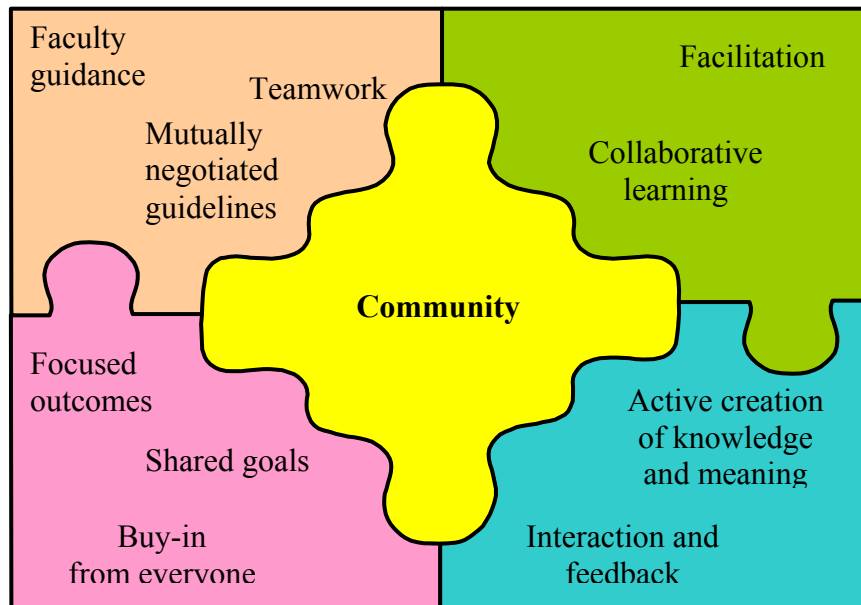 Faculty
guidance
Teamwork
Mutually
negotiated
guidelines
Facilitation
Collaborative
learning
Community
Focused
outcomes
Shared goals
Buy-in
from everyone
Active creation
of knowledge
and meaning
Interaction and
feedback